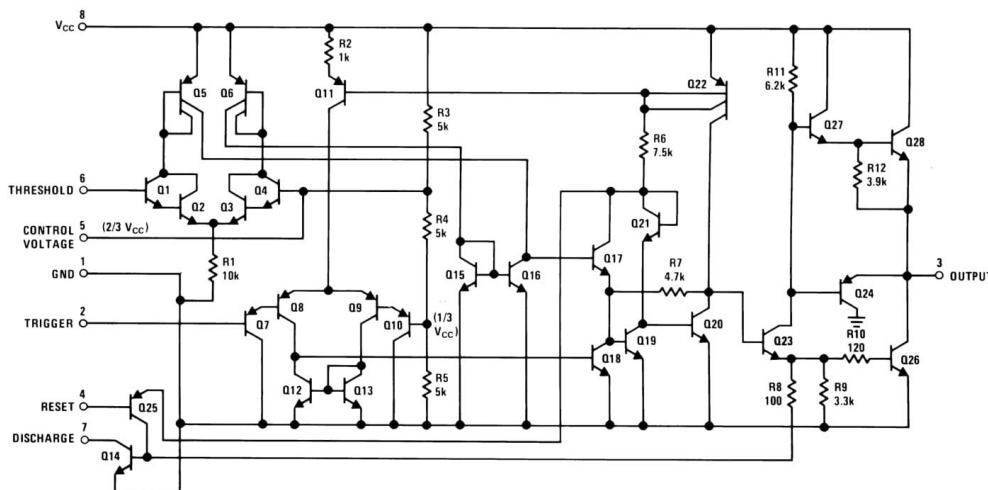 8
V_CC
R2
1k
Q5
Q6
Q11
R3
5k
Q22
R11
6.2k
Q27
Q28
R6
7.5k
R12
3.9k
6
THRESHOLD
Q1
Q2
Q3
Q4
CONTROL
VOLTAGE
5
(2/3 V_CC)
R4
5k
Q21
1
GND
R1
10k
Q15
Q16
Q17
R7
4.7k
3
OUTPUT
Q24
2
TRIGGER
Q7
Q8
Q9
Q10
(1/3
V_CC)
Q18
Q19
Q20
Q23
R10
120
Q26
Q12
Q13
R5
5k
R8
100
R9
3.3k
4
RESET
Q25
7
DISCHARGE
Q14